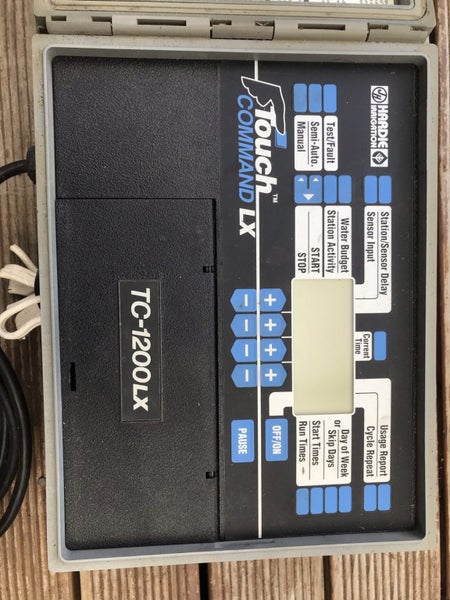 HARDIE
IRRIGATION
Touch™
COMMAND LX
Test/Fault
Semi-Auto.
Manual
Station/Sensor Delay
Sensor Input
Water Budget
Station Activity
START
STOP
Current
Time
Usage Report
Cycle Repeat
Day of Week
or Skip Days
Start Times
Run Times
+ + + +
− − − −
OFF/ON
PAUSE
TC-1200LX